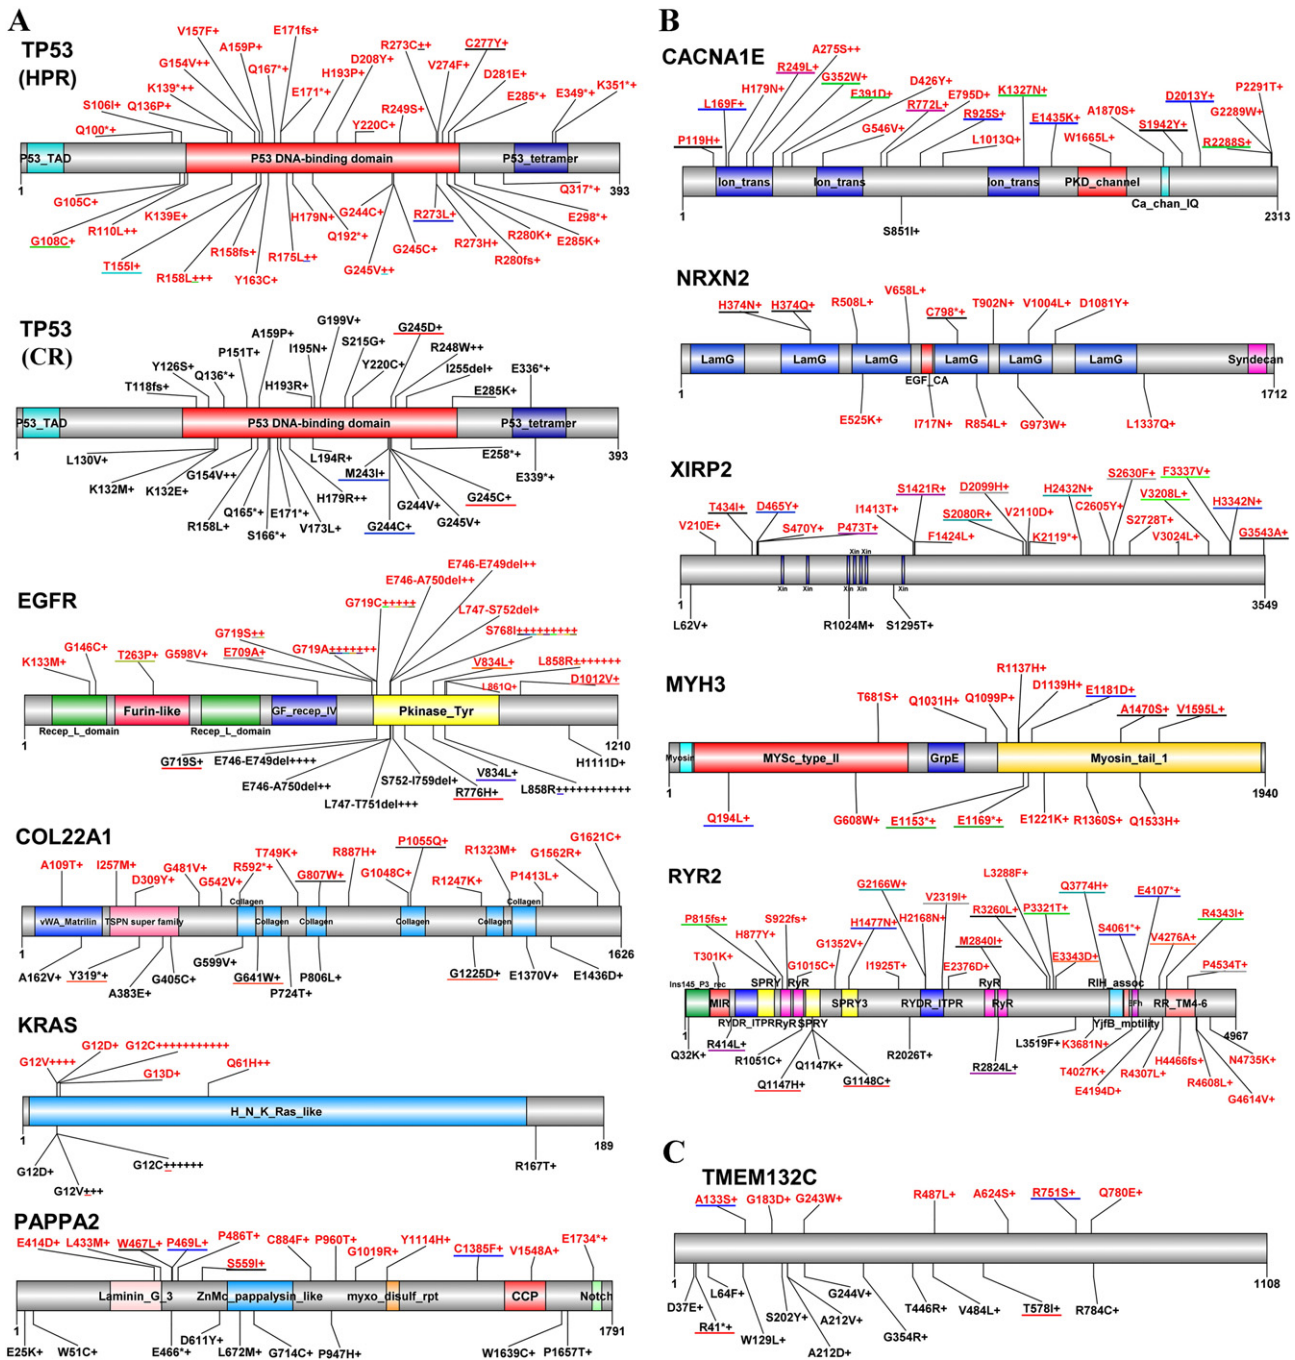 A
TP53
(HPR)
V157F+ E171fs+ R273C++ C277Y+
A159P+ D208Y+
G154V++ Q167*+ H193P+ V274F+
K139*++ E171*+ D281E+ K351*+
S106I+ Q136P+ R249S+ E285*+ E349*+
Q100*+ Y220C+
P53_TAD P53 DNA-binding domain P53_tetramer
1 393
G105C+ Q317*+
K139E+ H179N+ G244C+ R273L+ E298*+
G108C+ R110L++ Q192*+ R280K+
T155I+ R158fs+ R175L++ G245C+ R273H+ E285K+
R158L+++ Y163C+ G245V++ R280fs+
TP53
(CR)
G199V+ G245D+
A159P+ S215G+
P151T+ I195N+ R248W++
Y126S+ Y220C+ I255del+
T118fs+ Q136*+ H193R+ E285K+ E336*+
P53_TAD P53 DNA-binding domain P53_tetramer
1 393
L130V+ L194R+ E258*+
G154V++ M243I+ E339*+
K132M+ K132E+ H179R++ G244V+ G245C+
Q165*+ E171*+
R158L+ S166*+ V173L+ G244C+ G245V+
EGFR
E746-E749del++
E746-A750del++
G719C+++++ L747-S752del+
G719S++ S768I+++++++++
G146C+ T263P+ G598V+ E709A+ G719A+++++++ V834L+ L858R+++++++
K133M+ L861Q+ D1012V+
Furin-like GF_recep_IV Pkinase_Tyr
Recep_L_domain Recep_L_domain
1 1210
G719S+ E746-E749del++++ V834L+ H1111D+
E746-A750del+++ S752-I759del+
L747-T751del+++ R776H+ L858R+++++++++++
COL22A1
G1621C+
T749K+ P1055Q+ R1323M+
A109T+ I257M+ G481V+ R592*+ G807W+ R887H+ G1562R+
D309Y+ G542V+ G1048C+ R1247K+ P1413L+
Collagen Collagen
vWA_Matrilin TSPN super family Collagen Collagen Collagen Collagen
1 1626
A162V+ Y319*+ G405C+ G599V+ G641W+ P806L+ G1225D+ E1370V+ E1436D+
A383E+ P724T+
KRAS
G12D+ G12C+++++++++++
G12V++++ G13D+ Q61H++
H_N_K_Ras_like
1 189
G12D+ G12C++++++ R167T+
G12V+++
PAPPA2
E414D+ L433M+ W467L+ P469L+ P486T+ C884F+ P960T+ Y1114H+ E1734*+
S559I+ G1019R+ C1385F+ V1548A+
Laminin_G_3 ZnMc_pappalysin_like myxo_disulf_rpt CCP Notch
1 1791
E25K+ W51C+ E466*+ D611Y+ L672M+ G714C+ P947H+ W1639C+ P1657T+
B
CACNA1E
A275S++
R249L+ D426Y+
H179N+ G352W+ E795D+ K1327N+ P2291T+
L169F+ E391D+ R772L+ R925S+ D2013Y+
P119H+ G546V+ E1435K+ A1870S+ S1942Y+ G2289W+
L1013Q+ W1665L+ R2288S+
Ion_trans Ion_trans Ion_trans PKD_channel
Ca_chan_IQ
1 2313
S851I+
NRXN2
V658L+
H374N+ H374Q+ R508L+ C798*+ T902N+ V1004L+ D1081Y+
LamG LamG LamG LamG LamG LamG Syndecan
EGF_CA
1 1712
E525K+ I717N+ R854L+ G973W+ L1337Q+
XIRP2
S1421R+ D2099H+ S2630F+ F3337V+
T434I+ D465Y+ I1413T+ S2080R+ V2110D+ H2432N+ V3208L+
V210E+ S470Y+ P473T+ F1424L+ K2119*+ C2605Y+ S2728T+ V3024L+ H3342N+ G3543A+
Xin Xin
Xin Xin Xin Xin Xin
1 3549
L62V+ R1024M+ S1295T+
MYH3
R1137H+
T681S+ Q1031H+ Q1099P+ D1139H+ E1181D+
A1470S+ V1595L+
Myosin MYSc_type_II GrpE Myosin_tail_1
1 1940
Q194L+ G608W+ E1153*+ E1169*+ E1221K+ R1360S+ Q1533H+
RYR2
G2166W+ L3288F+ Q3774H+
P815fs+ S922fs+ V2319I+ R3260L+ P3321T+ E4107*+ R4343I+
H877Y+ H1477N+ H2168N+ S4061*+
T301K+ G1352V+ M2840I+ V4276A+
G1015C+ I1925T+ E2376D+ E3343D+ P4534T+
Ins145_P3_rec SPRY RyR RyR RIH_assoc
MIR SPRY3 RYDR_ITPR RyR EFh RR_TM4-6
RYDR_ITPR RyR SPRY YjfB_motility
1 4967
Q32K+ R414L+ R1051C+ Q1147K+ R2026T+ L3519F+ K3681N+ N4735K+
Q1147H+ G1148C+ R2824L+ T4027K+ R4307L+ H4466fs+
E4194D+ R4608L+
G4614V+
C
TMEM132C
A133S+ G183D+ G243W+ R487L+ A624S+ R751S+ Q780E+
1 1108
D37E+ L64F+ S202Y+ G244V+ T446R+ T578I+ R784C+
R41*+ W129L+ A212V+ G354R+ V484L+
A212D+